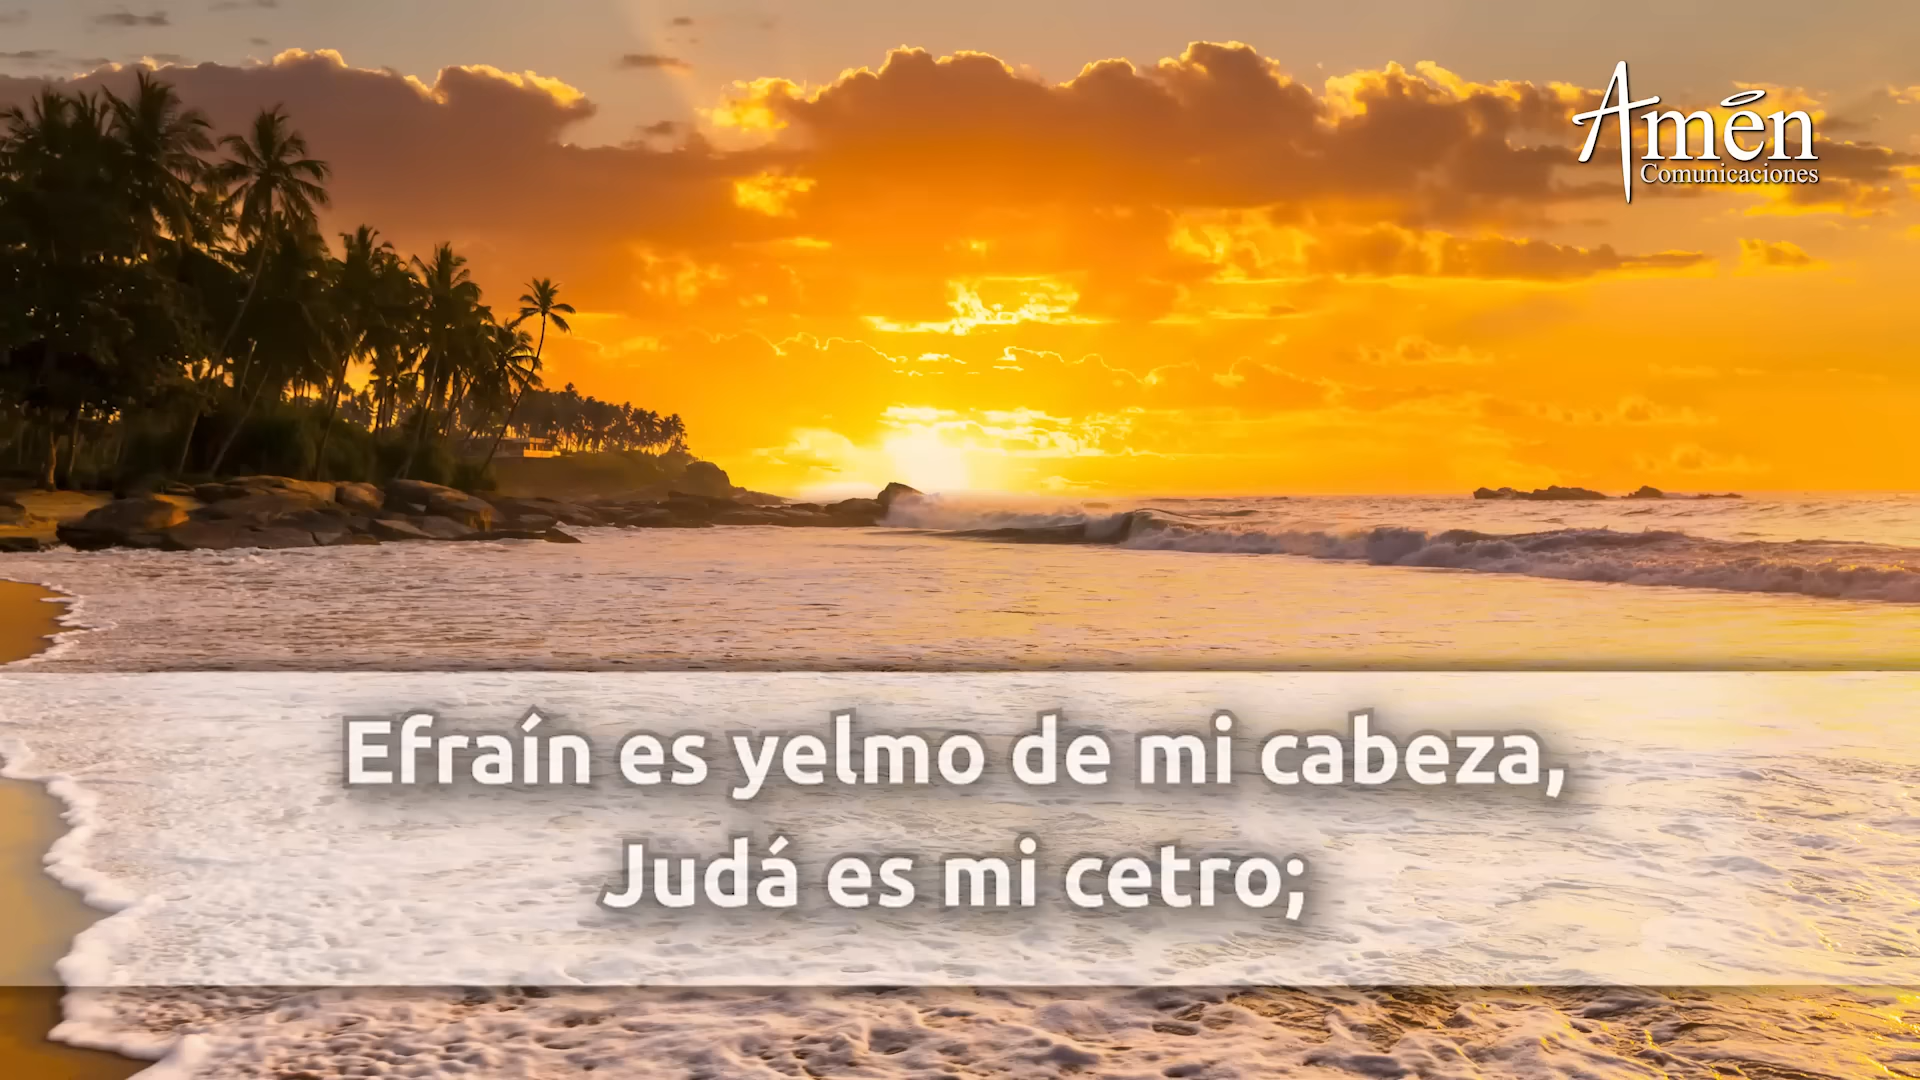 Amén
Comunicaciones
Efraín es yelmo de mi cabeza,
Judá es mi cetro;